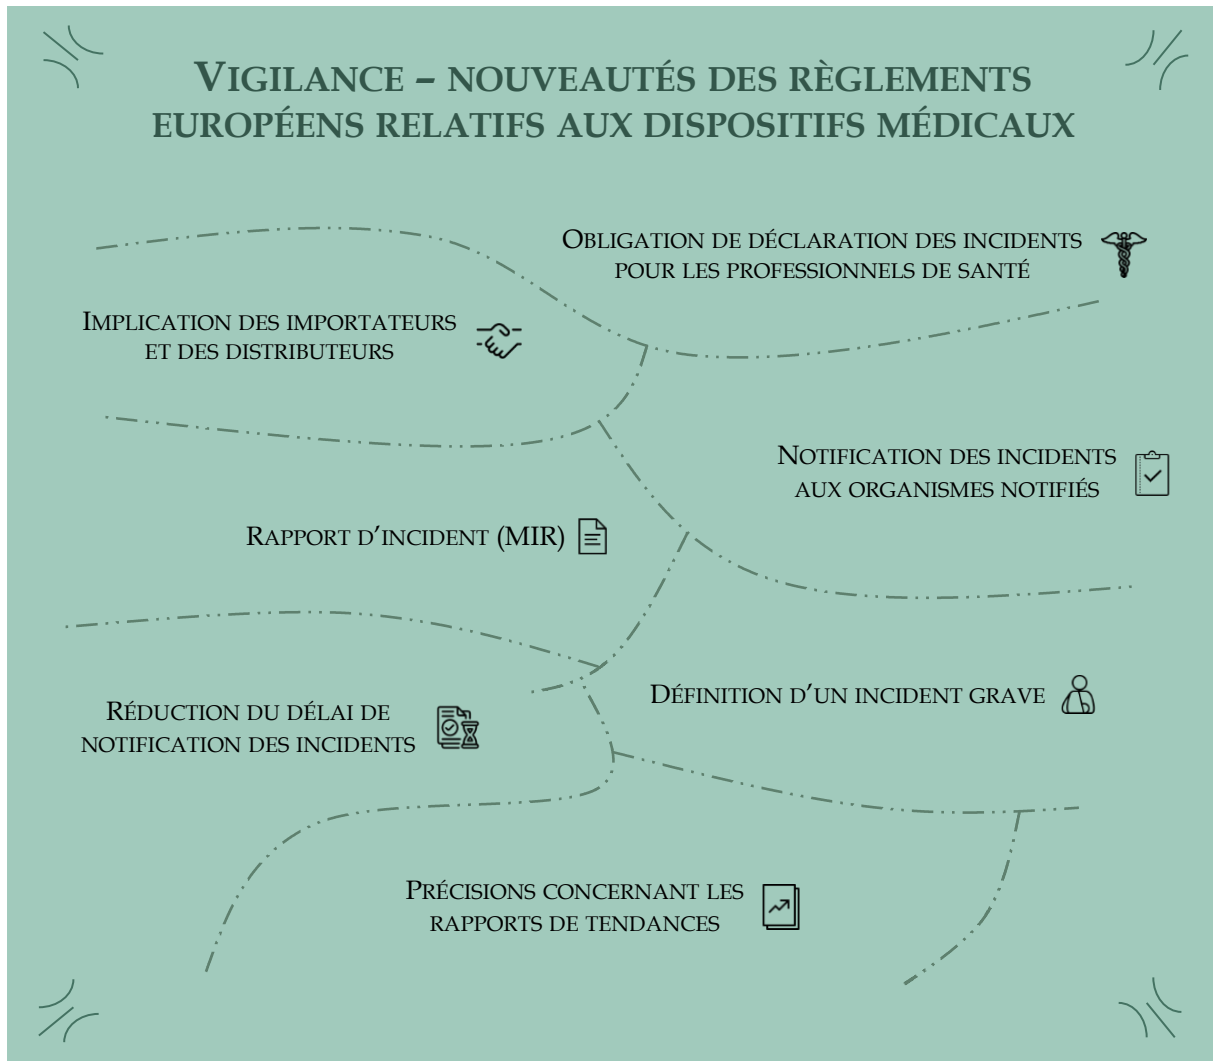 VIGILANCE – NOUVEAUTÉS DES RÈGLEMENTS
EUROPÉENS RELATIFS AUX DISPOSITIFS MÉDICAUX
OBLIGATION DE DÉCLARATION DES INCIDENTS
POUR LES PROFESSIONNELS DE SANTÉ
IMPLICATION DES IMPORTATEURS
ET DES DISTRIBUTEURS
NOTIFICATION DES INCIDENTS
AUX ORGANISMES NOTIFIÉS
RAPPORT D'INCIDENT (MIR)
DÉFINITION D'UN INCIDENT GRAVE
RÉDUCTION DU DÉLAI DE
NOTIFICATION DES INCIDENTS
PRÉCISIONS CONCERNANT LES
RAPPORTS DE TENDANCES